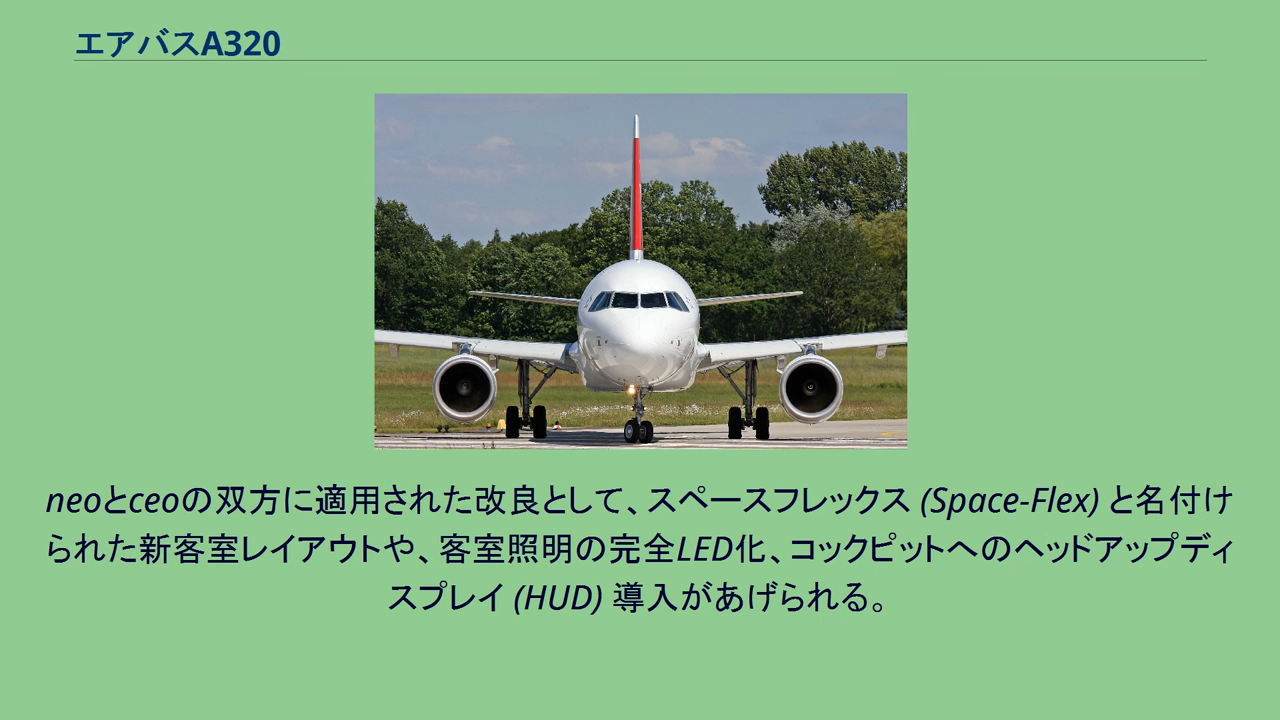 エアバスA320
neoとceoの双方に適用された改良として、スペースフレックス (Space-Flex) と名付け
られた新客室レイアウトや、客室照明の完全LED化、コックピットへのヘッドアップディ
スプレイ (HUD) 導入があげられる。